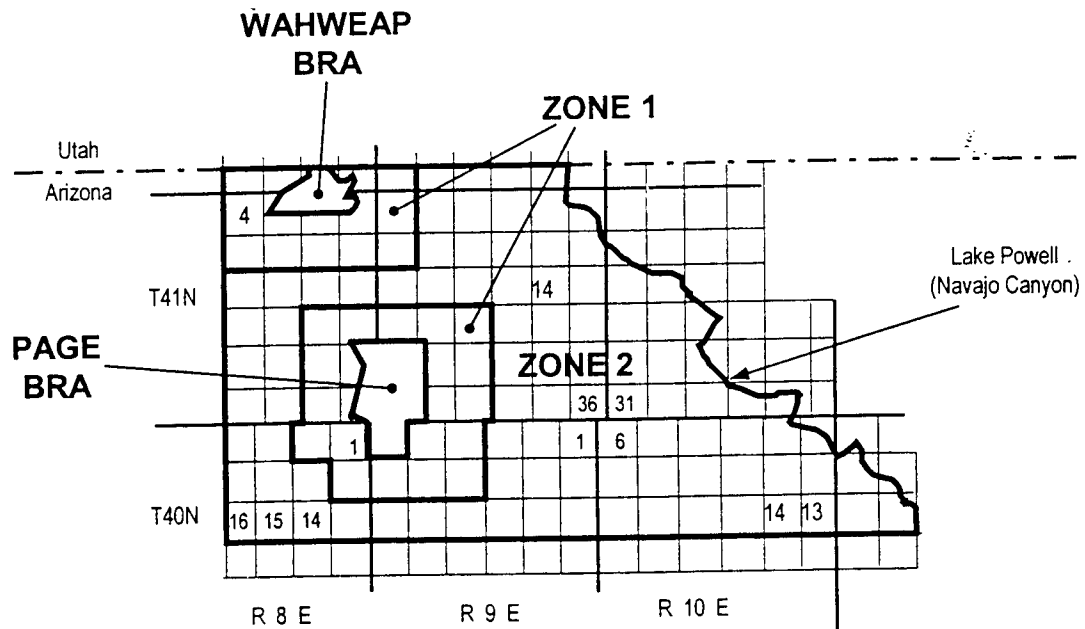 WAHWEAP
BRA
ZONE 1
Utah
Arizona
4
Lake Powell
(Navajo Canyon)
T41N
14
PAGE
BRA
ZONE 2
36 31
1 1 6
T40N
16 15 14 14 13
R 8 E R 9 E R 10 E